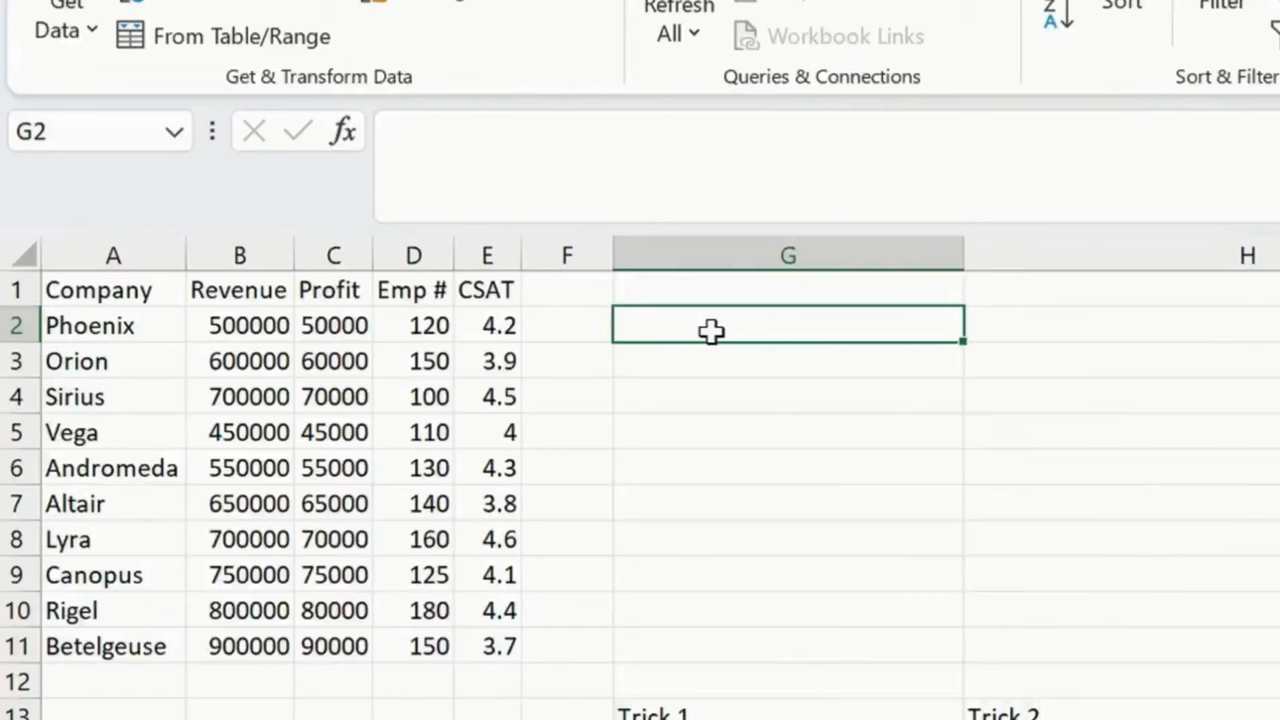 Get
Data
From Table/Range
Get & Transform Data
Refresh
All
Workbook Links
Queries & Connections
Z
A
Sort
Filter
Sort & Filter
G2
fx
A B C D E F G H
1 Company Revenue Profit Emp # CSAT
2 Phoenix 500000 50000 120 4.2
3 Orion 600000 60000 150 3.9
4 Sirius 700000 70000 100 4.5
5 Vega 450000 45000 110 4
6 Andromeda 550000 55000 130 4.3
7 Altair 650000 65000 140 3.8
8 Lyra 700000 70000 160 4.6
9 Canopus 750000 75000 125 4.1
10 Rigel 800000 80000 180 4.4
11 Betelgeuse 900000 90000 150 3.7
12
13 Trick 1 Trick 2